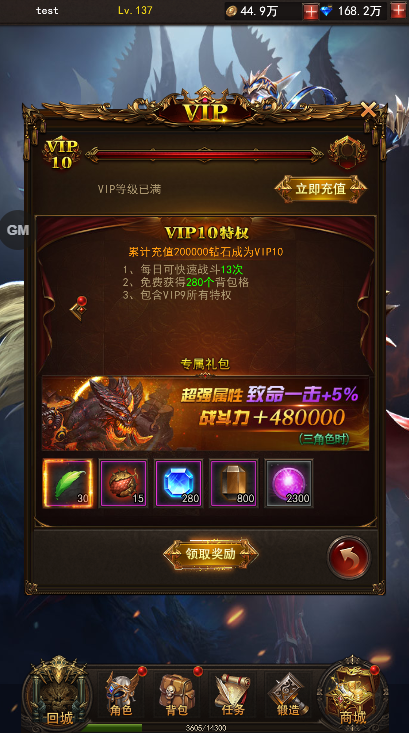 test Lv.137 44.9万 168.2万
VIP
VIP
10
VIP等级已满
立即充值
GM
VIP10特权
累计充值200000钻石成为VIP10
1、每日可快速战斗13次
2、免费获得280个背包格
3、包含VIP9所有特权
专属礼包
超强属性 致命一击+5%
战斗力+480000
(三角色时)
30 15 280 800 2300
领取奖励
回城 角色 背包 任务 锻造 商城
3605/14300